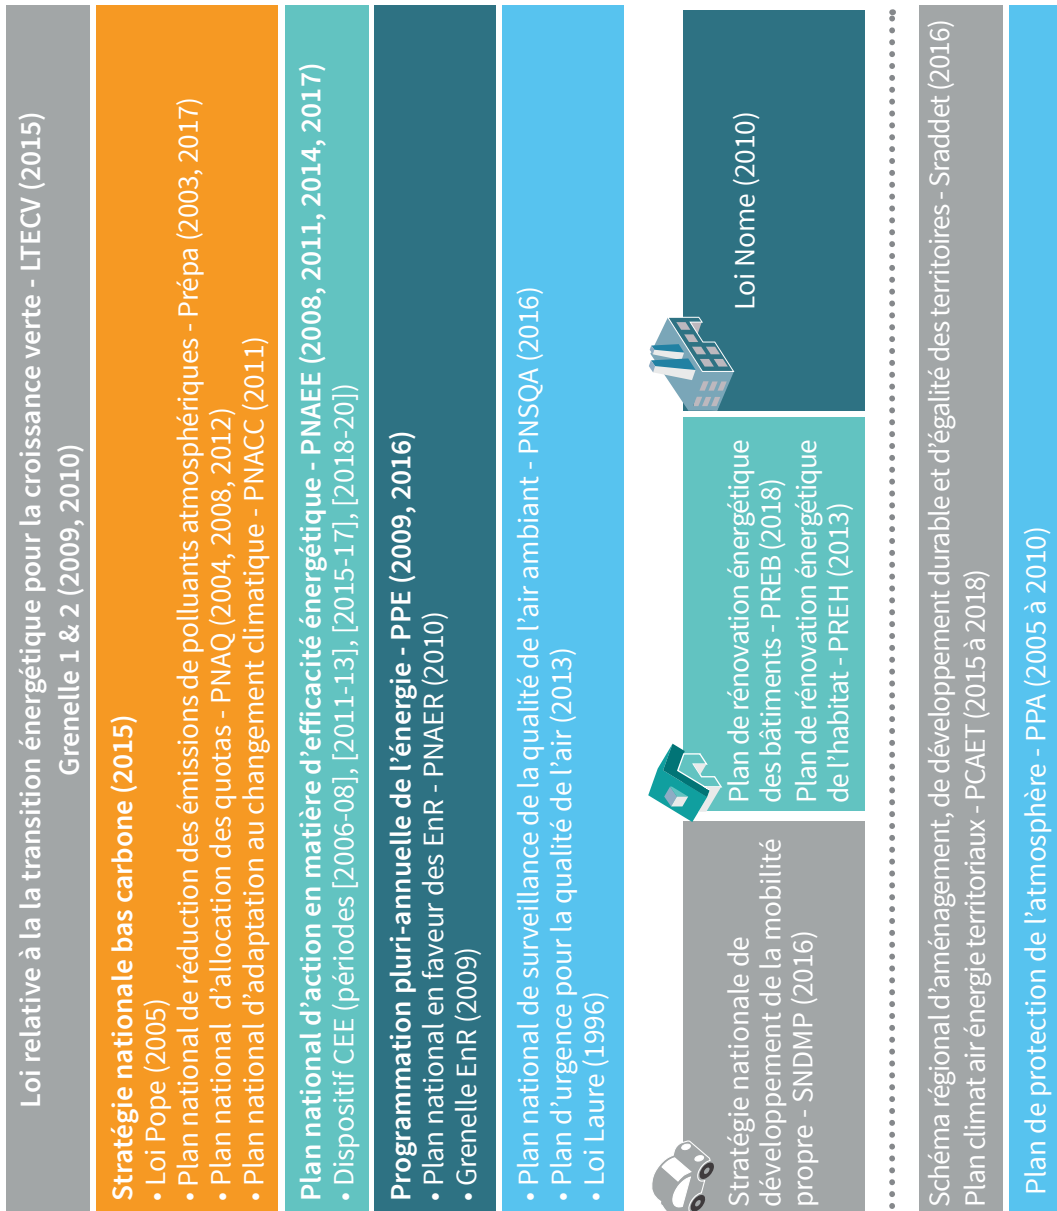 Loi relative à la la transition énergétique pour la croissance verte - LTECV (2015)
Grenelle 1 & 2 (2009, 2010)
Stratégie nationale bas carbone (2015)
• Loi Pope (2005)
• Plan national de réduction des émissions de polluants atmosphériques - Prépa (2003, 2017)
• Plan national d'allocation des quotas - PNAQ (2004, 2008, 2012)
• Plan national d'adaptation au changement climatique - PNACC (2011)
Plan national d'action en matière d'efficacité énergétique - PNAEE (2008, 2011, 2014, 2017)
• Dispositif CEE (périodes [2006-08], [2011-13], [2015-17], [2018-20])
Programmation pluri-annuelle de l'énergie - PPE (2009, 2016)
• Plan national en faveur des EnR - PNAER (2010)
• Grenelle EnR (2009)
• Plan national de surveillance de la qualité de l'air ambiant - PNSQA (2016)
• Plan d'urgence pour la qualité de l'air (2013)
• Loi Laure (1996)
Stratégie nationale de
développement de la mobilité
propre - SNDMP (2016)
Plan de rénovation énergétique
des bâtiments - PREB (2018)
Plan de rénovation énergétique
de l'habitat - PREH (2013)
Loi Nome (2010)
Schéma régional d'aménagement, de développement durable et d'égalité des territoires - Sraddet (2016)
Plan climat air énergie territoriaux - PCAET (2015 à 2018)
Plan de protection de l'atmosphère - PPA (2005 à 2010)